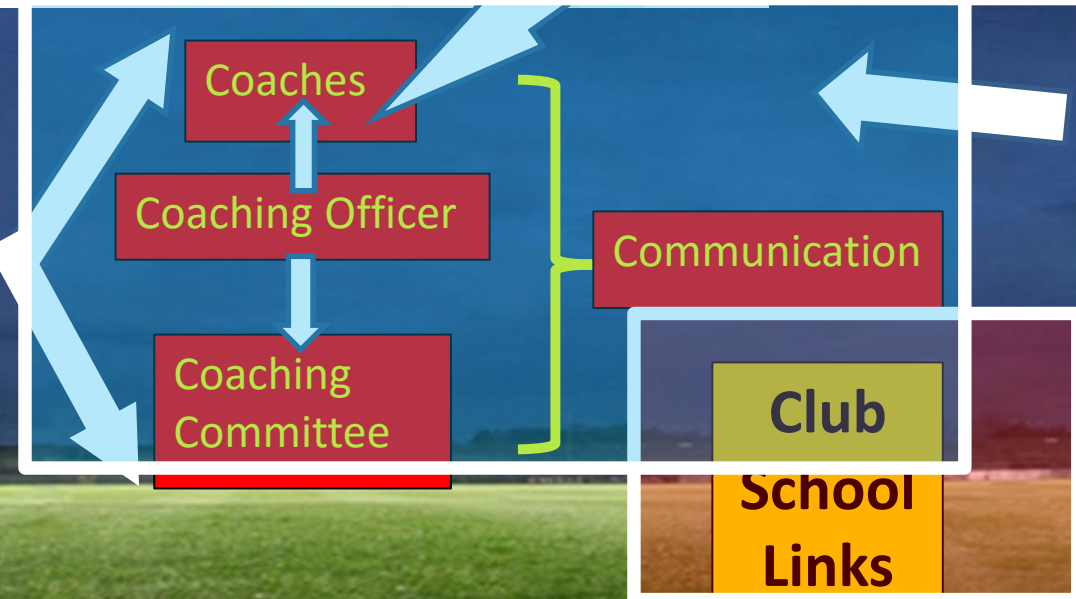 Coaches
Coaching Officer
Communication
Coaching
Committee
Club
School
Links